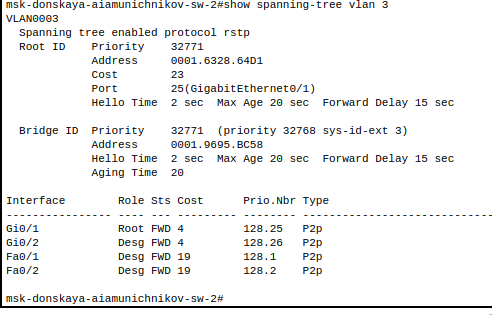 msk-donskaya-aiamunichnikov-sw-2#show spanning-tree vlan 3
VLAN0003
  Spanning tree enabled protocol rstp
  Root ID    Priority    32771
             Address     0001.6328.64D1
             Cost        23
             Port        25(GigabitEthernet0/1)
             Hello Time  2 sec  Max Age 20 sec  Forward Delay 15 sec

  Bridge ID  Priority    32771  (priority 32768 sys-id-ext 3)
             Address     0001.9695.BC58
             Hello Time  2 sec  Max Age 20 sec  Forward Delay 15 sec
             Aging Time  20

Interface        Role Sts Cost      Prio.Nbr Type
---------------- ---- --- --------- -------- --------------------------------
Gi0/1            Root FWD 4         128.25   P2p
Gi0/2            Desg FWD 4         128.26   P2p
Fa0/1            Desg FWD 19        128.1    P2p
Fa0/2            Desg FWD 19        128.2    P2p

msk-donskaya-aiamunichnikov-sw-2#